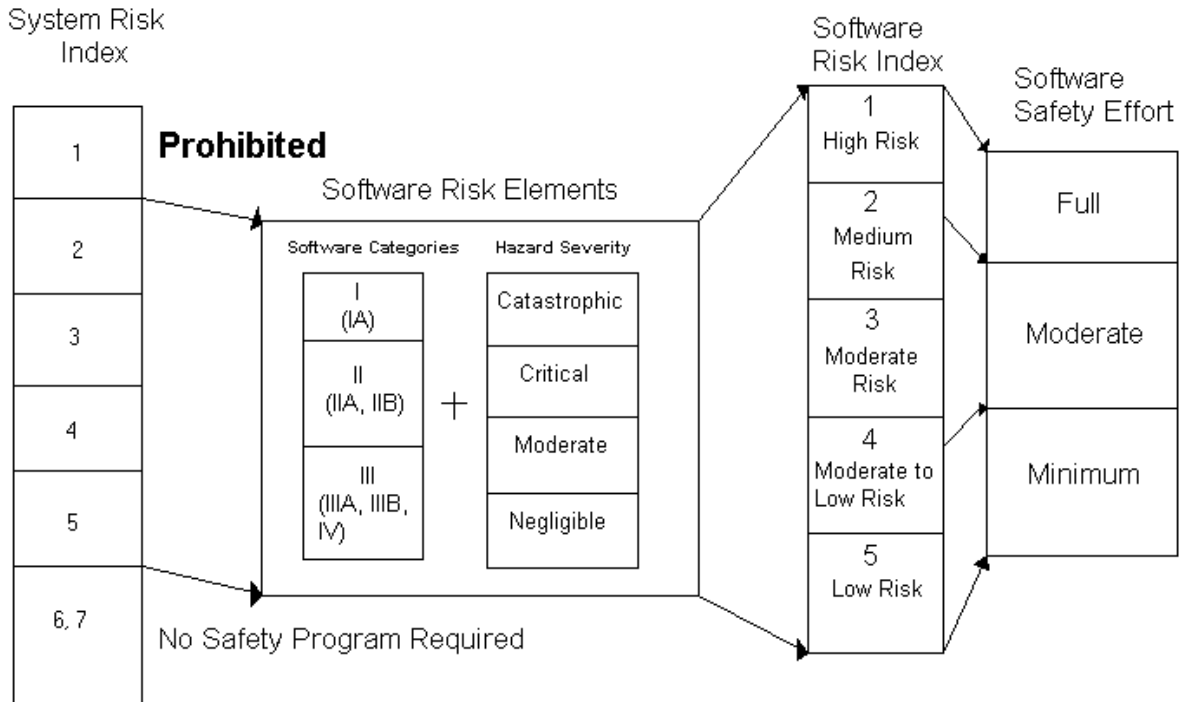 System Risk
Index
1
2
3
4
5
6, 7
Prohibited
No Safety Program Required
Software Risk Elements
Software Categories
I
(IA)
II
(IIA, IIB)
III
(IIIA, IIIB,
IV)
+
Hazard Severity
Catastrophic
Critical
Moderate
Negligible
Software
Risk Index
1
High Risk
2
Medium
Risk
3
Moderate
Risk
4
Moderate to
Low Risk
5
Low Risk
Software
Safety Effort
Full
Moderate
Minimum